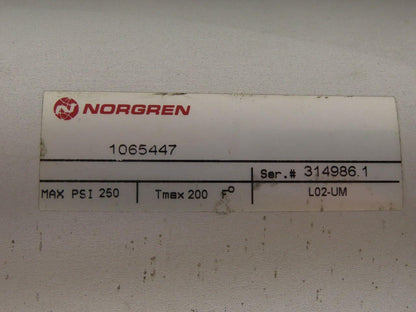 NORGREN
1065447
Ser.# 314986.1
MAX PSI 250 Tmax 200 F° L02-UM